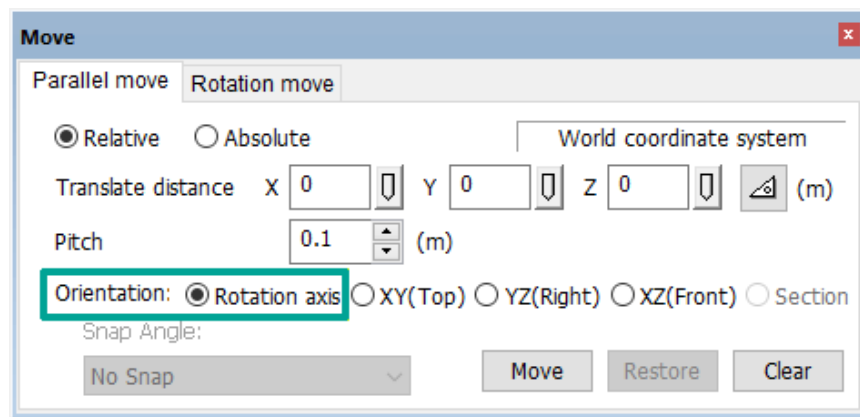 Move x
Parallel move Rotation move
Relative Absolute World coordinate system
Translate distance X 0 Y 0 Z 0 (m)
Pitch 0.1 (m)
Orientation: Rotation axis XY(Top) YZ(Right) XZ(Front) Section
Snap Angle:
No Snap Move Restore Clear